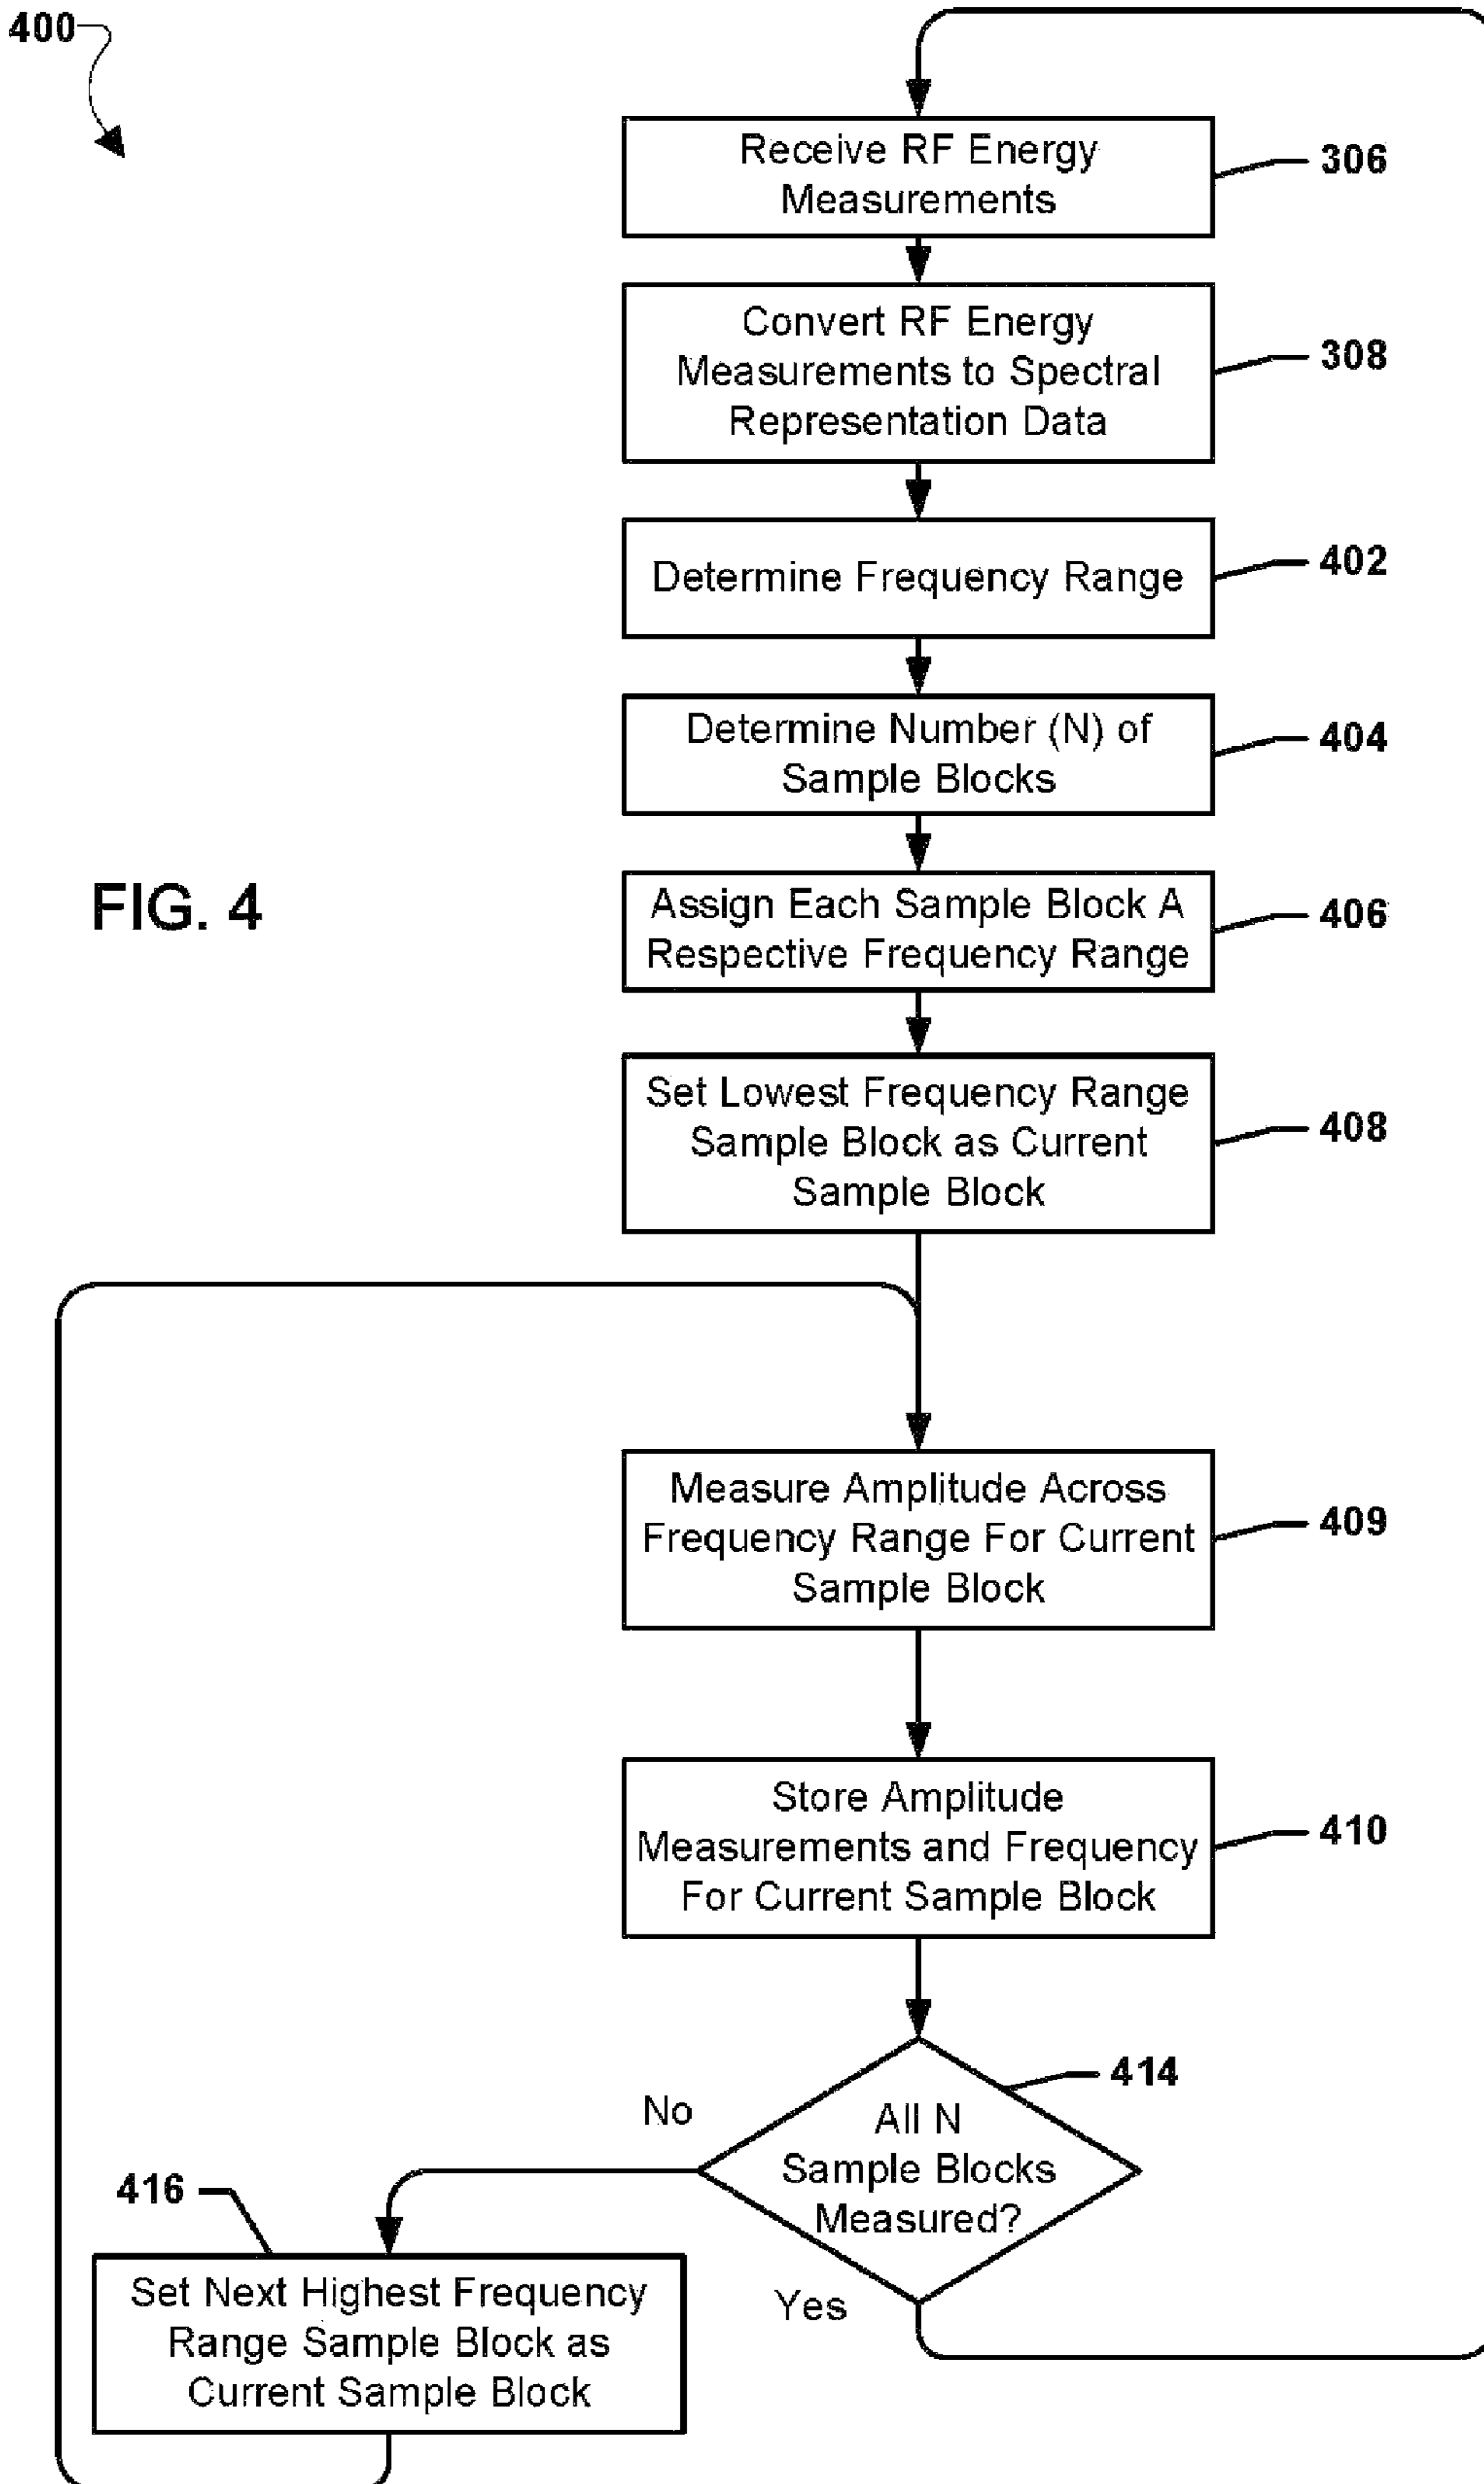 400
Receive RF Energy
Measurements
306
Convert RF Energy
Measurements to Spectral
Representation Data
308
Determine Frequency Range
402
Determine Number (N) of
Sample Blocks
404
FIG. 4
Assign Each Sample Block A
Respective Frequency Range
406
Set Lowest Frequency Range
Sample Block as Current
Sample Block
408
Measure Amplitude Across
Frequency Range For Current
Sample Block
409
Store Amplitude
Measurements and Frequency
For Current Sample Block
410
414
No
All N
Sample Blocks
Measured?
Yes
416
Set Next Highest Frequency
Range Sample Block as
Current Sample Block